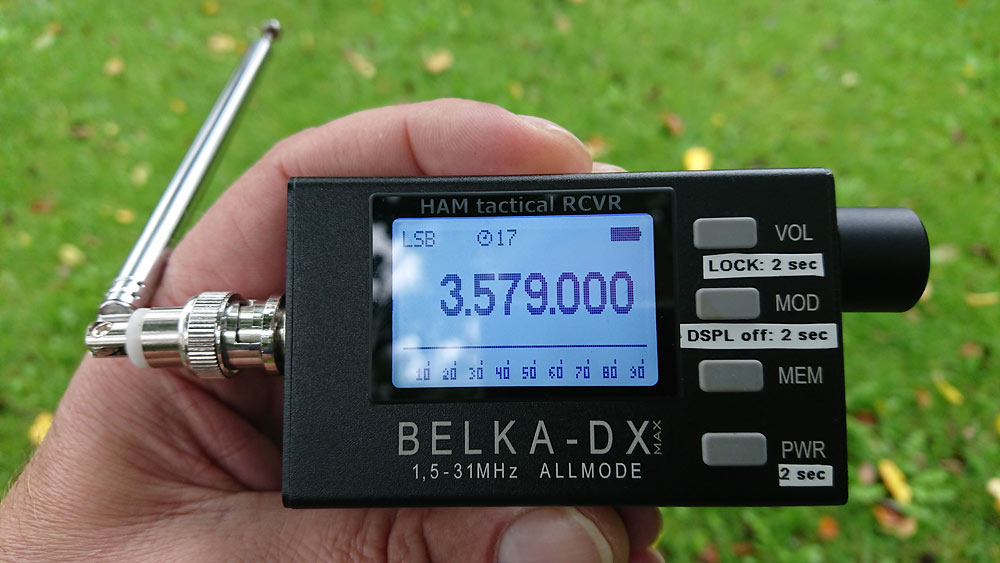 HAM tactical RCVR
LSB 17
3.579.000
10 20 30 40 50 60 70 80 90
BELKA-DX MAX
1,5-31MHz ALLMODE
VOL
LOCK: 2 sec
MOD
DSPL off: 2 sec
MEM
PWR
2 sec